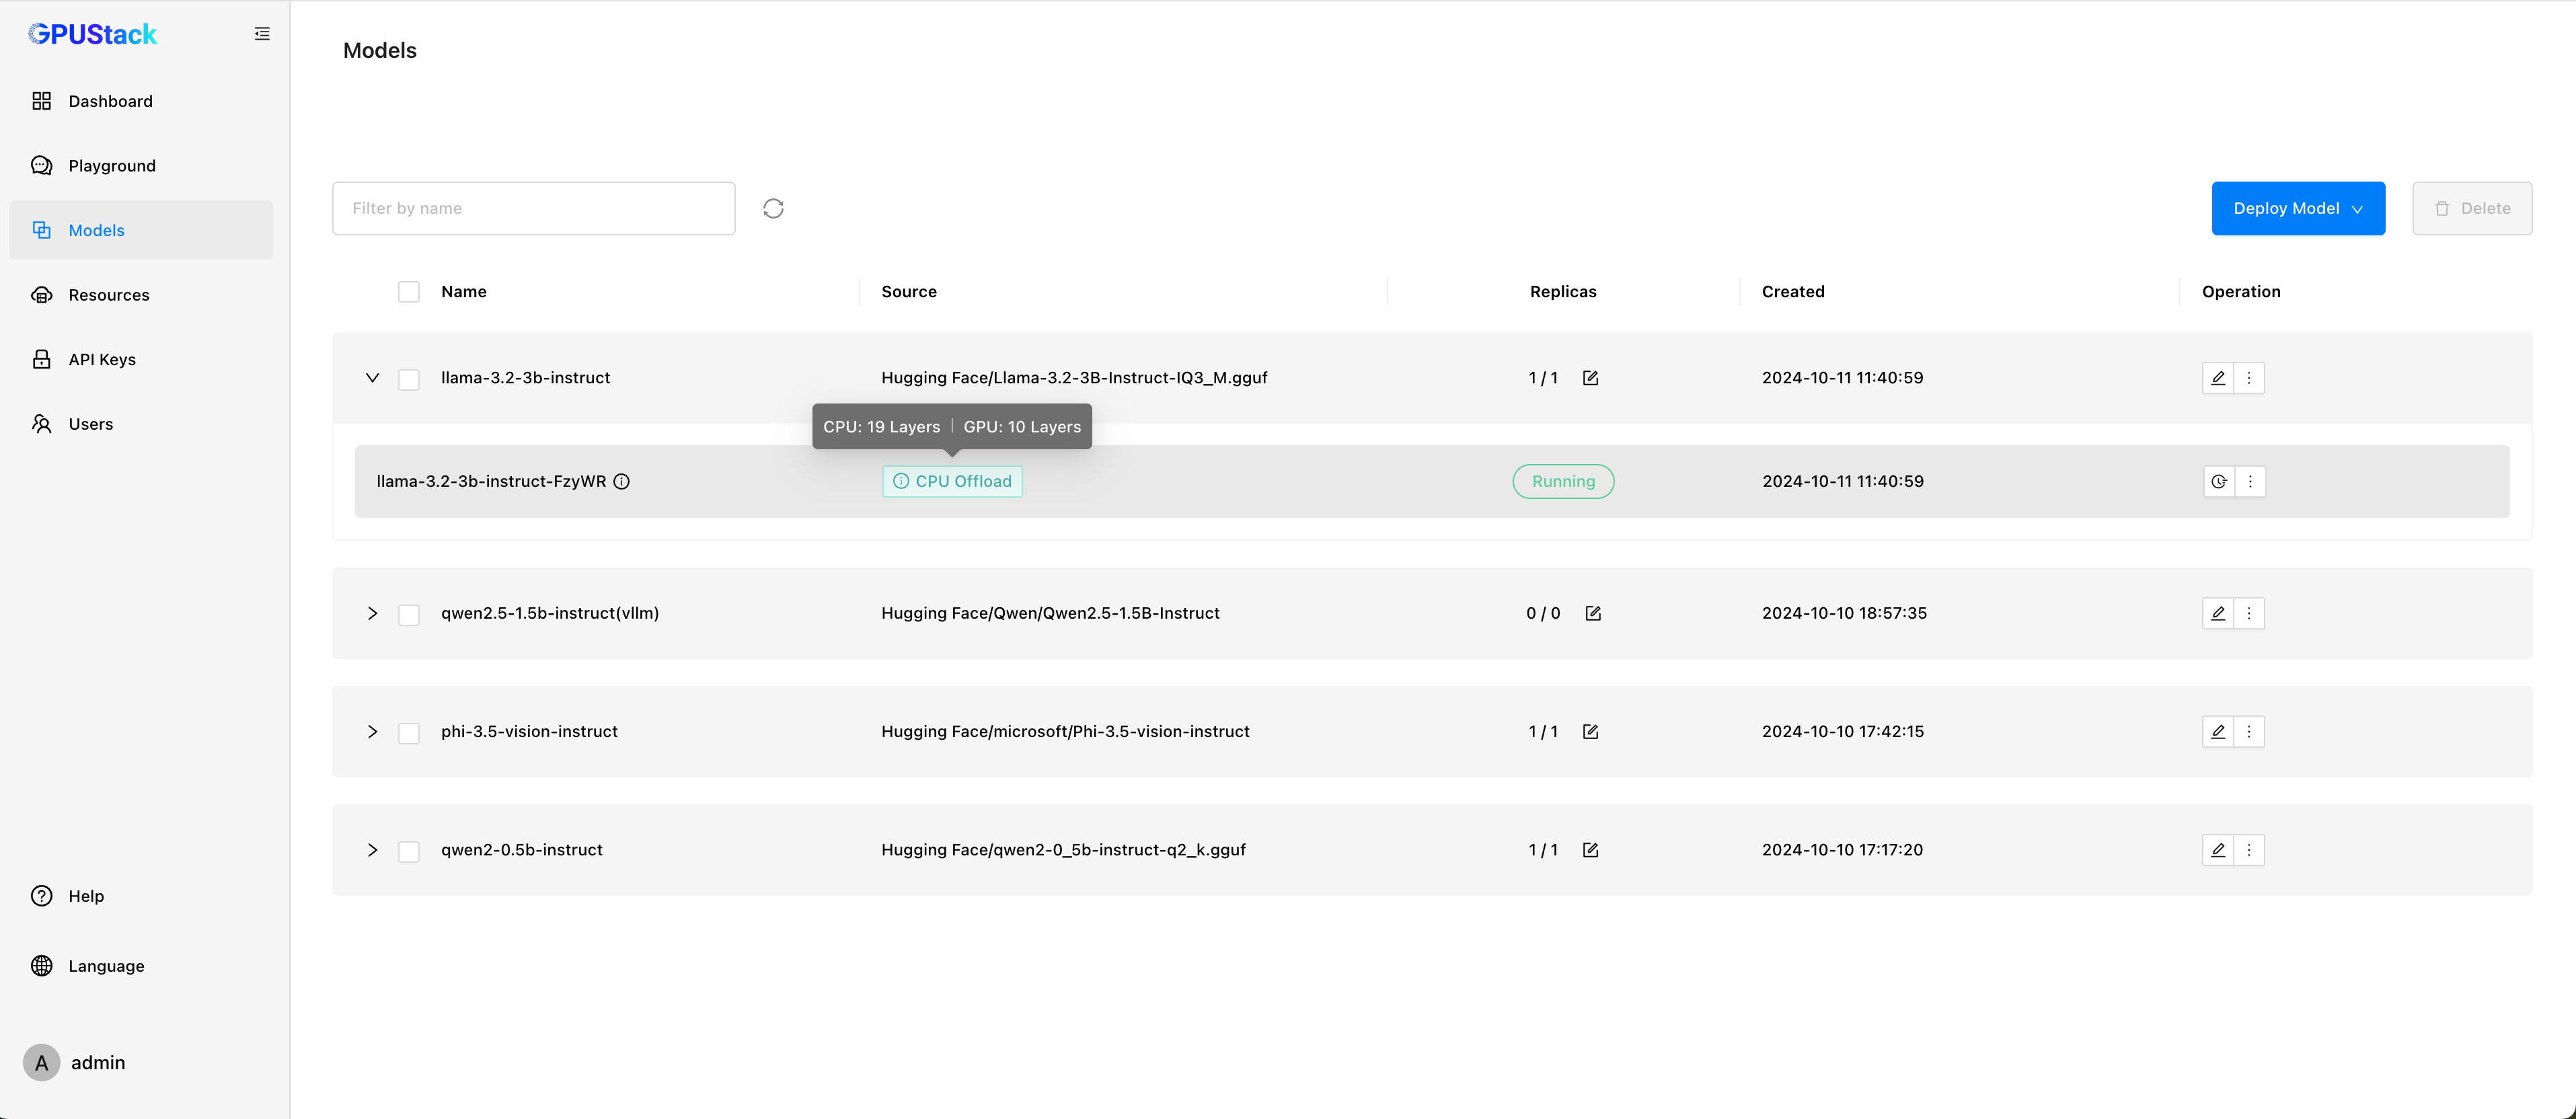 GPUStack
Dashboard
Playground
Models
Resources
API Keys
Users
Help
Language
A admin
Models
Filter by name
Deploy Model
Delete
Name Source Replicas Created Operation
llama-3.2-3b-instruct Hugging Face/Llama-3.2-3B-Instruct-IQ3_M.gguf 1 / 1 2024-10-11 11:40:59
CPU: 19 Layers GPU: 10 Layers
llama-3.2-3b-instruct-FzyWR CPU Offload Running 2024-10-11 11:40:59
qwen2.5-1.5b-instruct(vllm) Hugging Face/Qwen/Qwen2.5-1.5B-Instruct 0 / 0 2024-10-10 18:57:35
phi-3.5-vision-instruct Hugging Face/microsoft/Phi-3.5-vision-instruct 1 / 1 2024-10-10 17:42:15
qwen2-0.5b-instruct Hugging Face/qwen2-0_5b-instruct-q2_k.gguf 1 / 1 2024-10-10 17:17:20